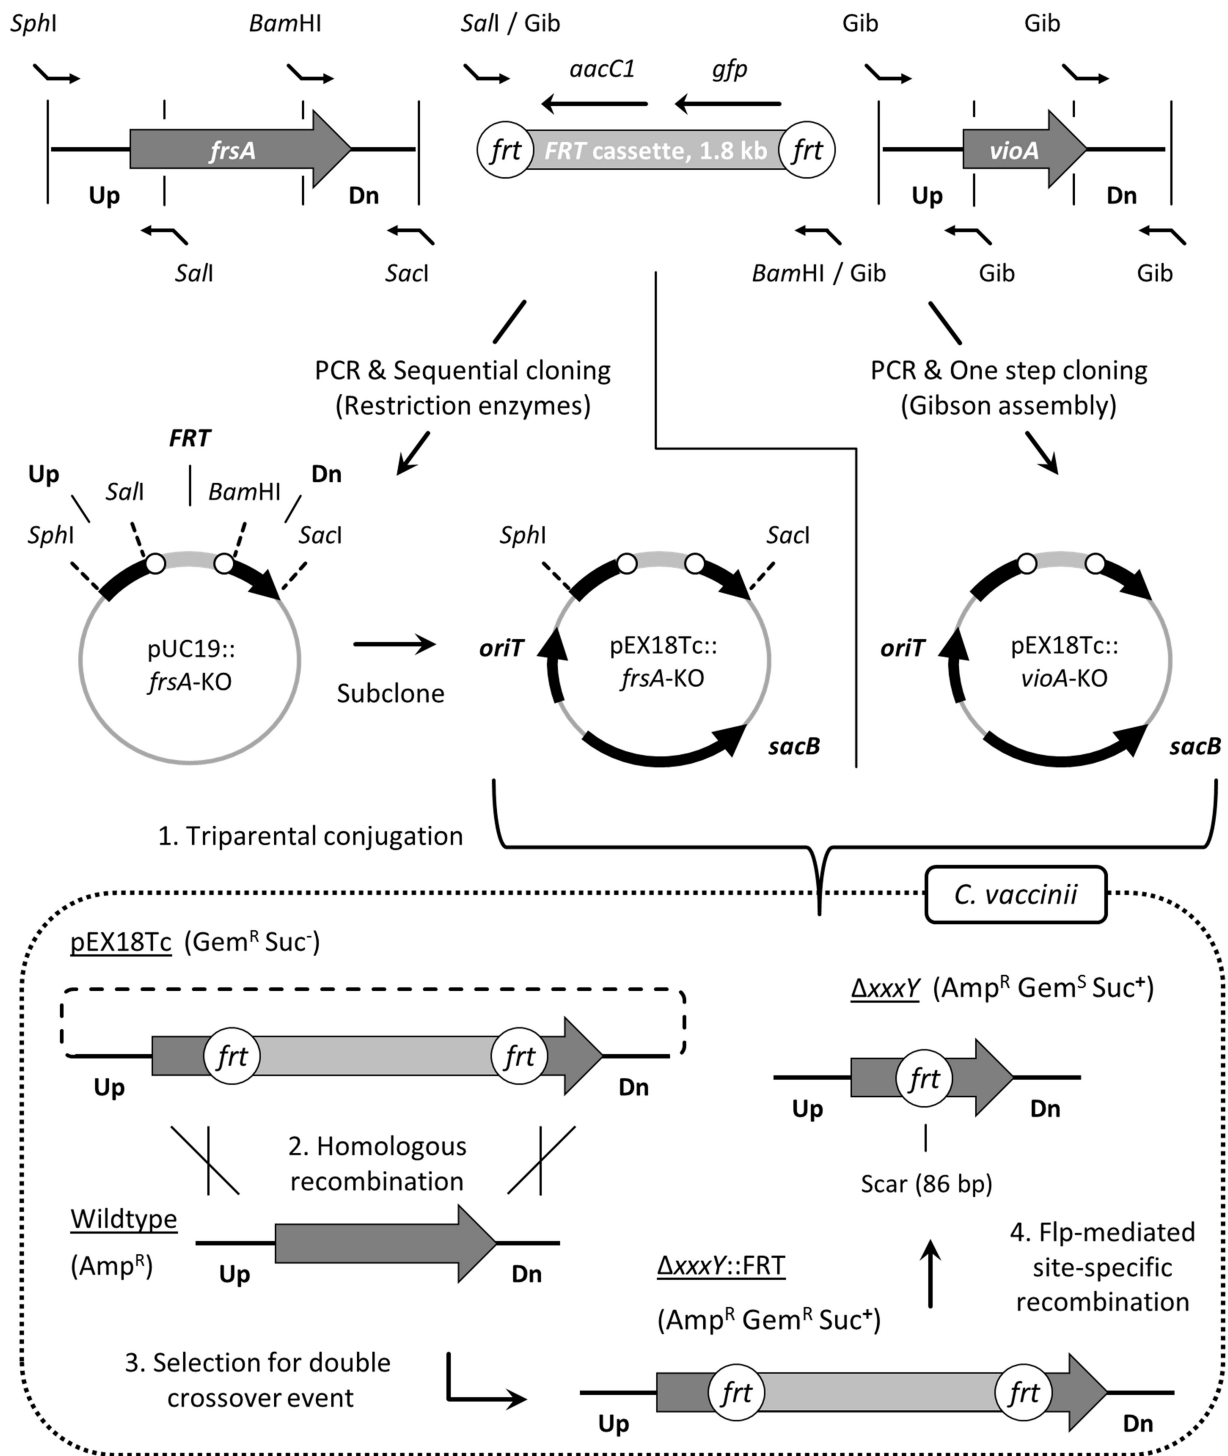 SphI
BamHI
SalI / Gib
Gib
Gib
aacC1
gfp
frsA
frt
FRT cassette, 1.8 kb
frt
vioA
Up
Dn
Up
Dn
SalI
SacI
BamHI / Gib
Gib
Gib
PCR & Sequential cloning
(Restriction enzymes)
PCR & One step cloning
(Gibson assembly)
FRT
Up
Dn
SalI
BamHI
SphI
SacI
SphI
SacI
pUC19::
frsA-KO
Subclone
oriT
pEX18Tc::
frsA-KO
sacB
oriT
pEX18Tc::
vioA-KO
sacB
1. Triparental conjugation
C. vaccinii
pEX18Tc (Gemᴿ Suc⁻)
frt
frt
Up
Dn
ΔxxxY (Ampᴿ Gemˢ Suc⁺)
frt
Up
Dn
Scar (86 bp)
2. Homologous
recombination
Wildtype
(Ampᴿ)
Up
Dn
4. Flp-mediated
site-specific
recombination
ΔxxxY::FRT
(Ampᴿ Gemᴿ Suc⁺)
3. Selection for double
crossover event
frt
frt
Up
Dn